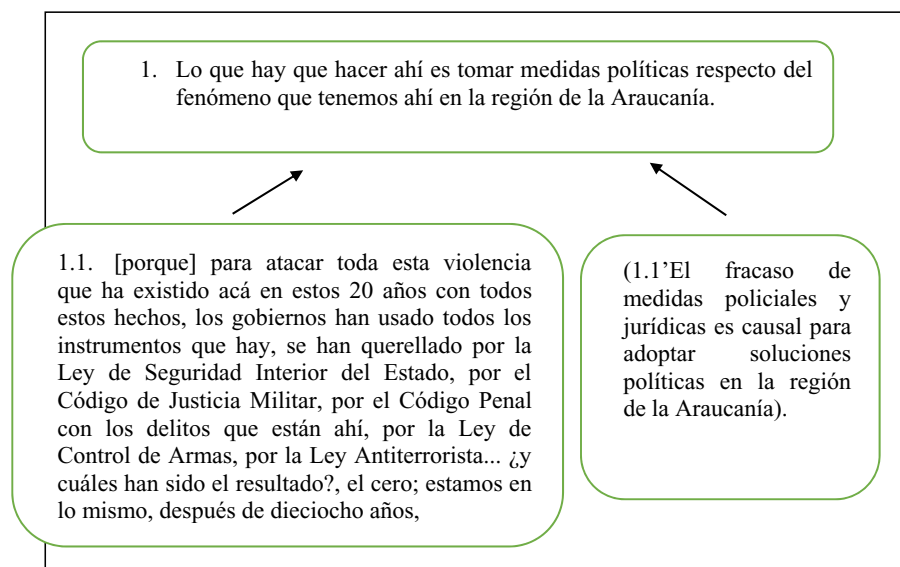 1. Lo que hay que hacer ahí es tomar medidas políticas respecto del
fenómeno que tenemos ahí en la región de la Araucanía.
1.1. [porque] para atacar toda esta violencia
que ha existido acá en estos 20 años con todos
estos hechos, los gobiernos han usado todos los
instrumentos que hay, se han querellado por la
Ley de Seguridad Interior del Estado, por el
Código de Justicia Militar, por el Código Penal
con los delitos que están ahí, por la Ley de
Control de Armas, por la Ley Antiterrorista... ¿y
cuáles han sido el resultado?, el cero; estamos en
lo mismo, después de dieciocho años,
(1.1’El fracaso de
medidas policiales y
jurídicas es causal para
adoptar soluciones
políticas en la región
de la Araucanía).